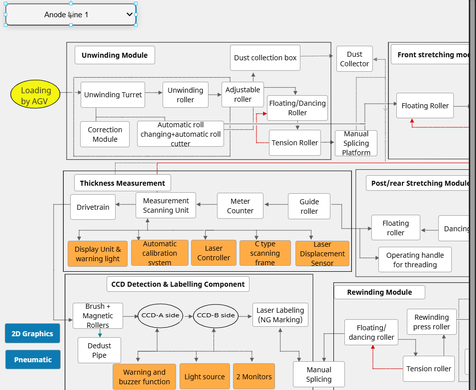 Anode Line 1
Unwinding Module
Dust collection box
Dust
Collector
Front stretching
Loading
by AGV
Unwinding Turret
Unwinding
roller
Adjustable
roller
Floating/Dancing
Roller
Floating Roller
Correction
Module
Automatic roll
changing+automatic roll
cutter
Tension Roller
Manual
Splicing
Platform
Thickness Measurement
Post/rear Stretching Module
Drivetrain
Measurement
Scanning Unit
Meter
Counter
Guide
roller
Floating
roller
Dancing
Display Unit &
warning light
Automatic
calibration
system
Laser
Controller
C type
scanning
frame
Laser
Displacement
Sensor
Operating handle
for threading
CCD Detection & Labelling Component
Rewinding Module
Brush +
Magnetic
Rollers
CCD-A side
CCD-B side
Laser Labeling
(NG Marking)
Rewinding
press roller
Floating/
dancing roller
2D Graphics
Dedust
Pipe
Pneumatic
Warning and
buzzer function
Light source
2 Monitors
Manual
Splicing
Tension roller